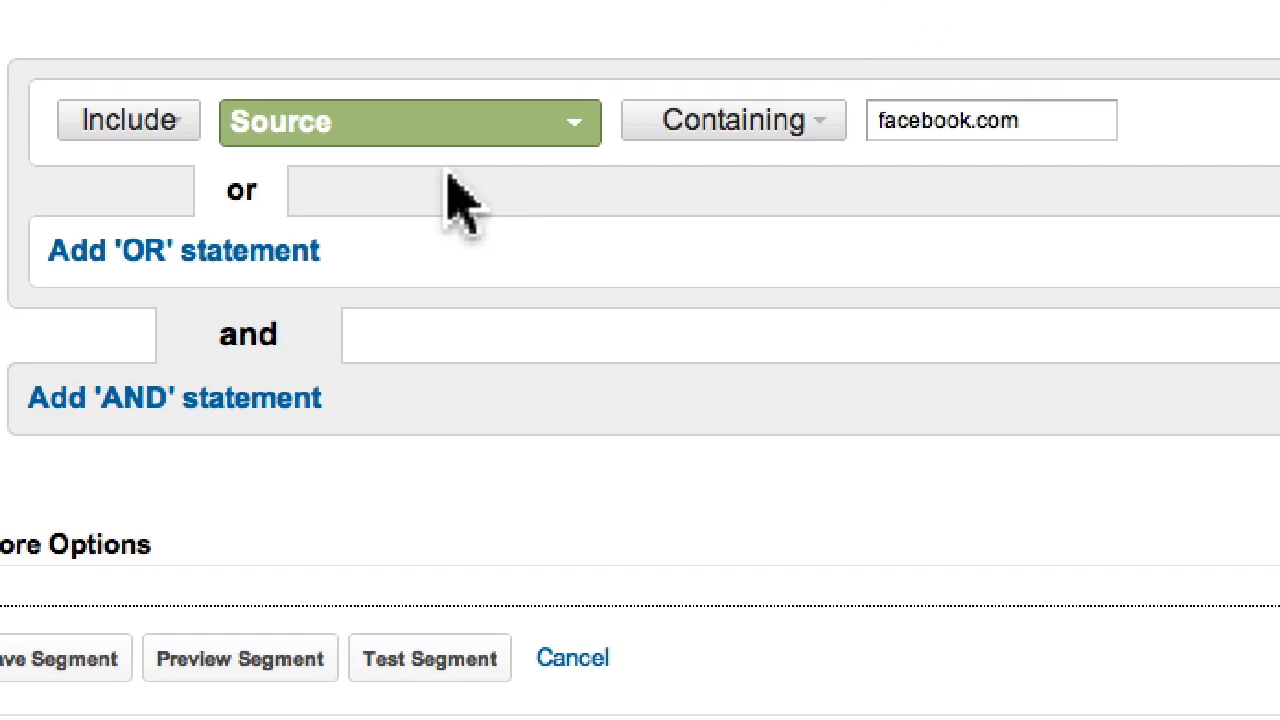 Include Source Containing facebook.com
or
Add 'OR' statement
and
Add 'AND' statement
ore Options
ave Segment Preview Segment Test Segment Cancel